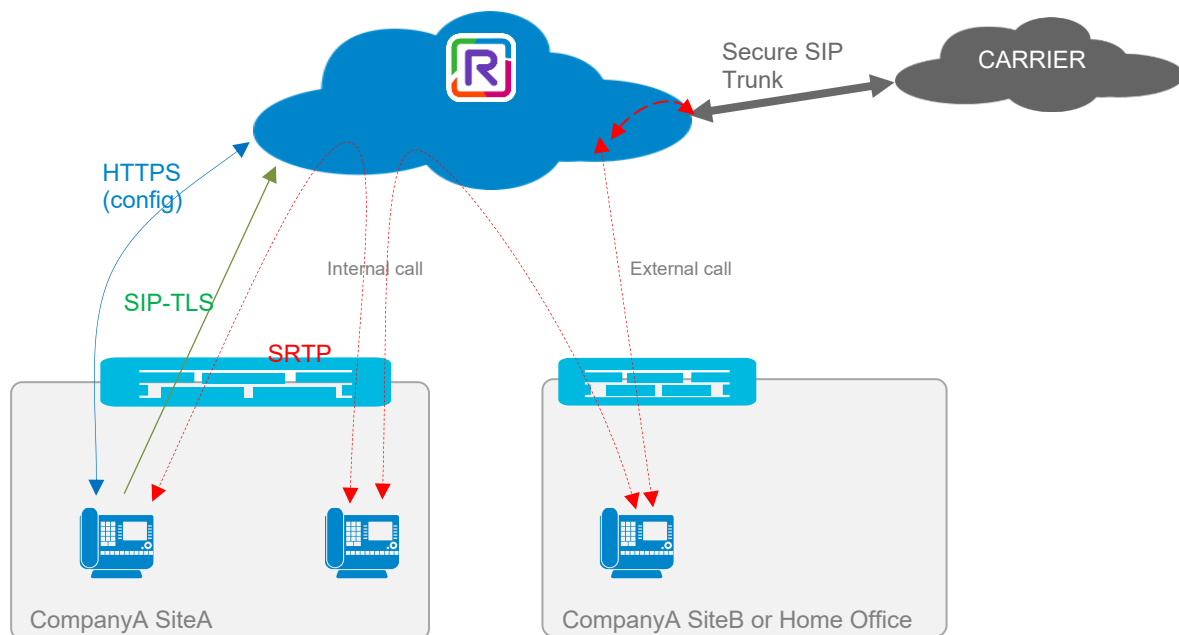 R
Secure SIP
Trunk
CARRIER
HTTPS
(config)
Internal call
External call
SIP-TLS
SRTP
CompanyA SiteA
CompanyA SiteB or Home Office